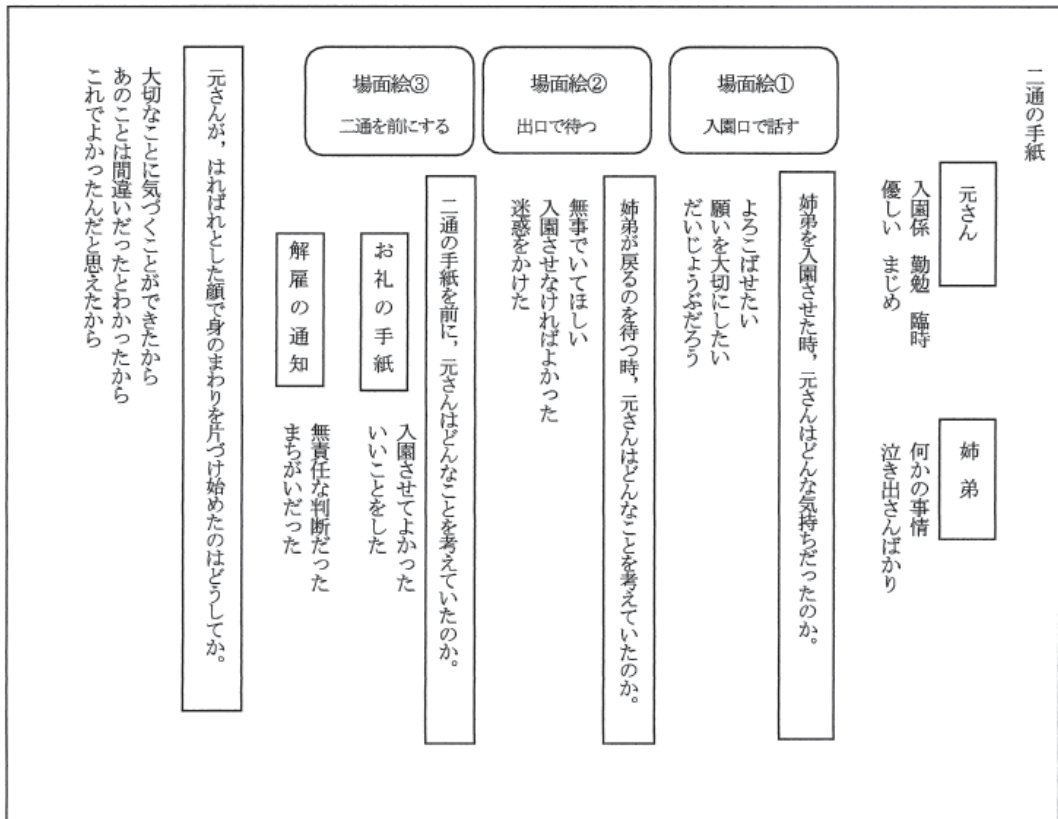 二通の手紙
元さん
入園係　勤勉　臨時
優しい　まじめ
姉弟
何かの事情
泣き出さんばかり
場面絵①
入園口で話す
姉弟を入園させた時，元さんはどんな気持ちだったのか。
よろこばせたい
願いを大切にしたい
だいじょうぶだろう
場面絵②
出口で待つ
姉弟が戻るのを待つ時，元さんはどんなことを考えていたのか。
無事でいてほしい
入園させなければよかった
迷惑をかけた
場面絵③
二通を前にする
二通の手紙を前に，元さんはどんなことを考えていたのか。
お礼の手紙
入園させてよかった
いいことをした
解雇の通知
無責任な判断だった
まちがいだった
元さんが，はればれとした顔で身のまわりを片づけ始めたのはどうしてか。
大切なことに気づくことができたから
あのことは間違いだったとわかったから
これでよかったんだと思えたから